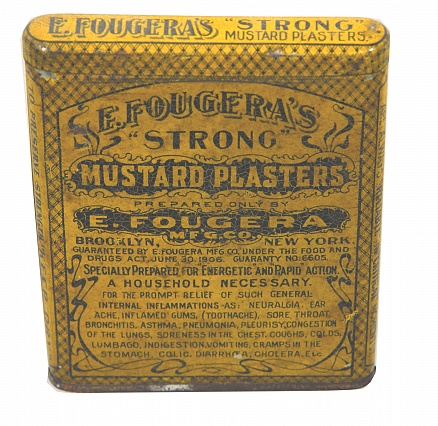 E. FOUGERA'S "STRONG"
MUSTARD PLASTERS.
E. FOUGERA'S
"STRONG"
MUSTARD PLASTERS
PREPARED ONLY BY
E. FOUGERA
MFG. CO.
BROOKLYN, NEW YORK.
GUARANTEED BY E. FOUGERA MFG CO. UNDER THE FOOD AND
DRUGS ACT, JUNE 30, 1906. GUARANTY NO. 6605.
SPECIALLY PREPARED FOR ENERGETIC AND RAPID ACTION.
A HOUSEHOLD NECESSARY.
FOR THE PROMPT RELIEF OF SUCH GENERAL
INTERNAL INFLAMMATIONS-AS: NEURALGIA, EAR
ACHE, INFLAMED GUMS, (TOOTHACHE), SORE THROAT,
BRONCHITIS, ASTHMA, PNEUMONIA, PLEURISY, CONGESTION
OF THE LUNGS, SORENESS IN THE CHEST, COUGHS, COLDS,
LUMBAGO, INDIGESTION, VOMITING, CRAMPS IN THE
STOMACH, COLIC, DIARRHŒA, CHOLERA, Etc.